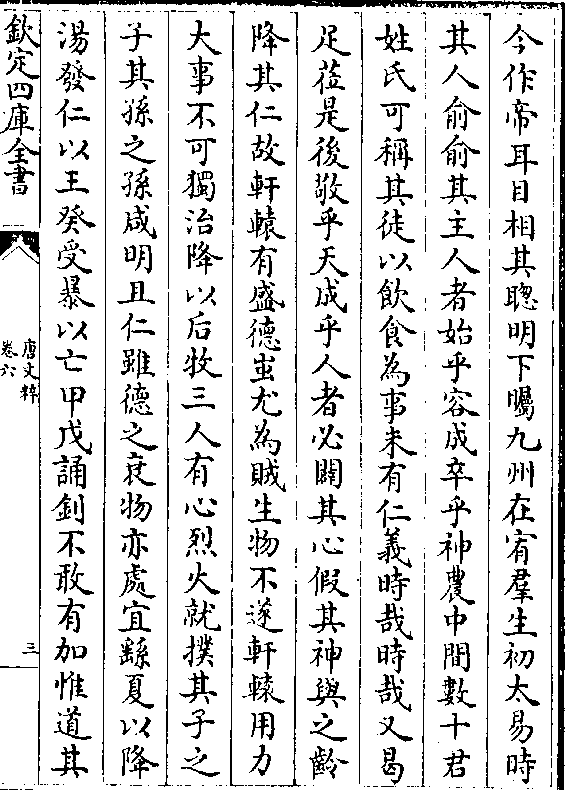 今作帝耳目相其聰明下矚九州在宥羣生初太易時
其人俞俞其主人者始乎容成卒乎神農中間數十君
姓氏可稱其徒以飲食為事未有仁義時哉時哉又曷
足莅是後敬乎天成乎人者必闢其心假其神與之齡
降其仁故軒轅有盛德蚩尤為賊生物不遂軒轅用力
大事不可獨治降以后牧三人有心烈火就撲其子之
子其孫之孫咸明且仁雖德之衰物亦處宜繇夏以降
湯發仁以王癸受暴以亡甲戊誦釗不敢有加惟道其
欽定四庫全書
唐文粹
卷六
三